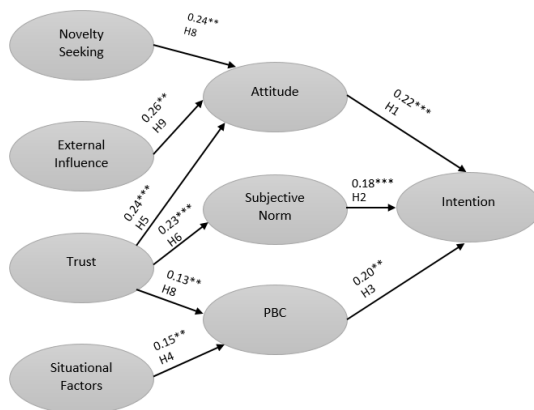 Novelty
Seeking
0.24**
H8
Attitude
0.22***
H1
External
Influence
0.26**
H9
0.24***
H5
Subjective
Norm
0.18***
H2
Intention
0.23***
H6
Trust
0.13**
H8
PBC
0.20**
H3
0.15**
H4
Situational
Factors